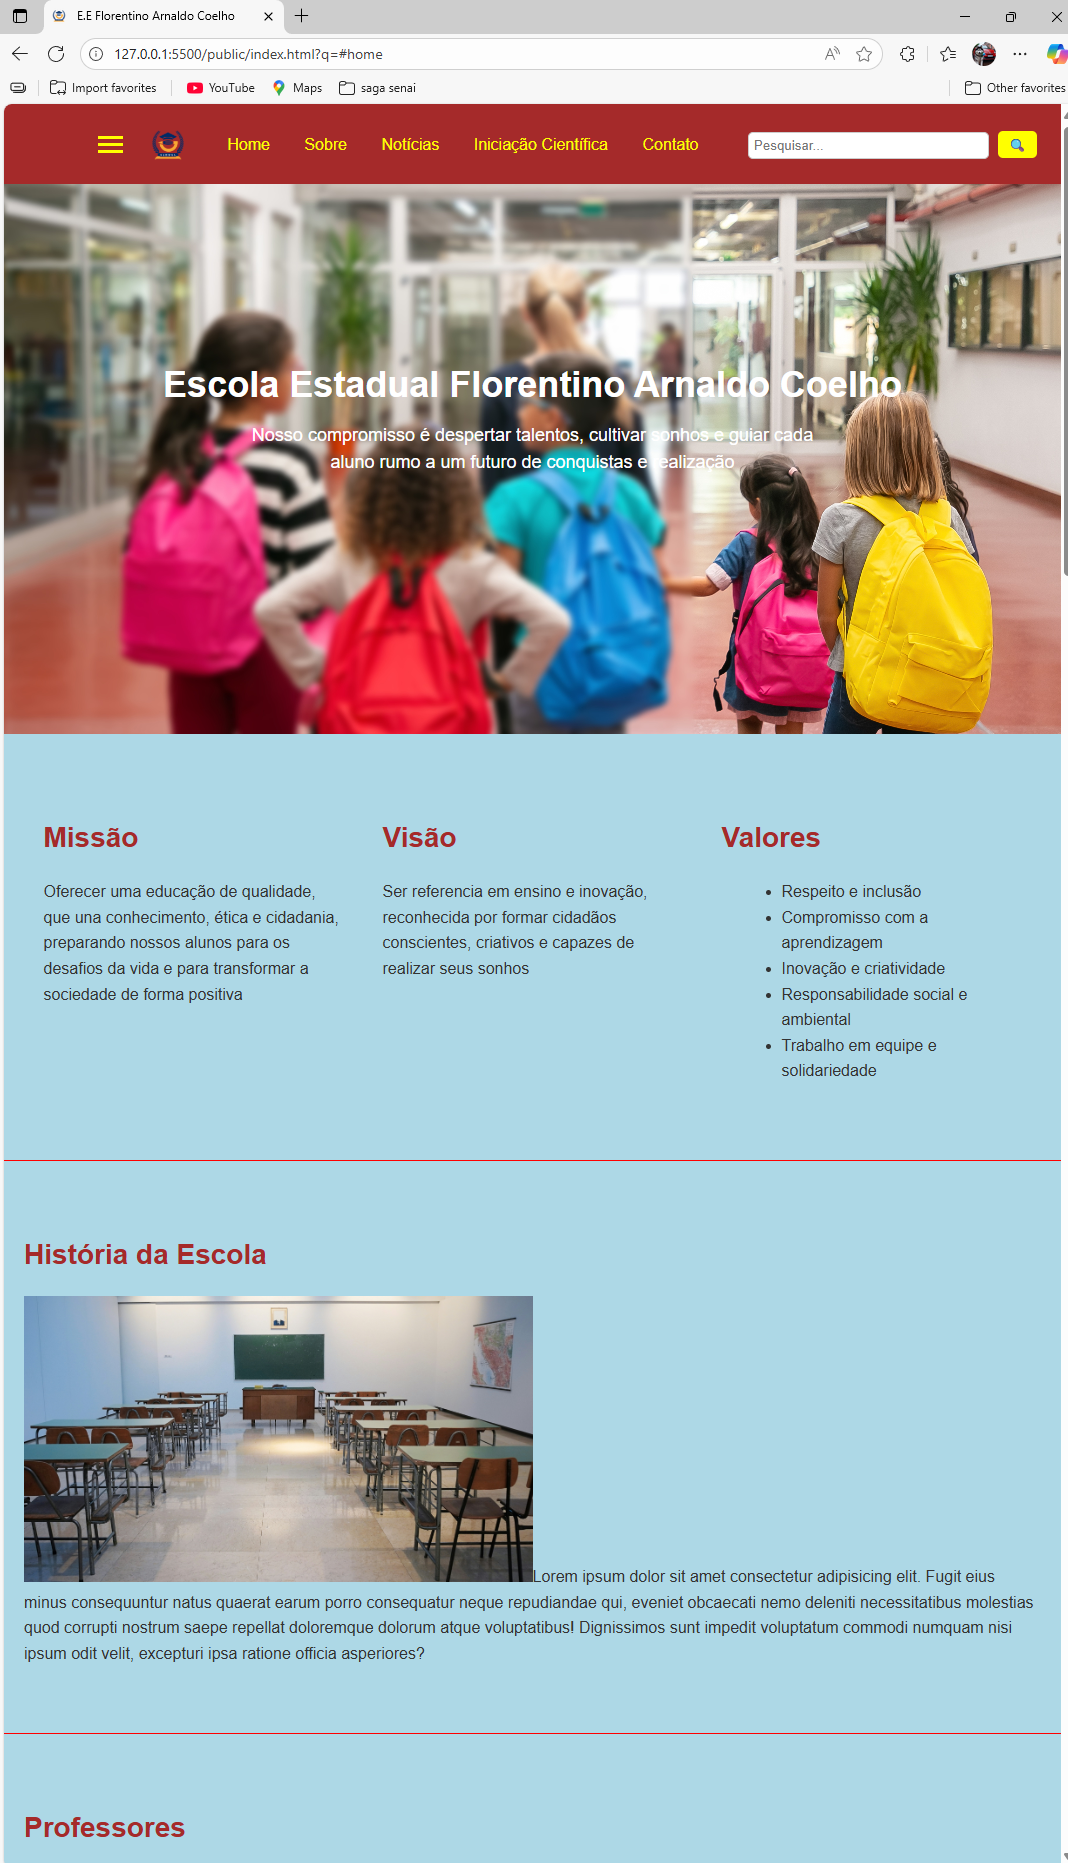 E.E Florentino Arnaldo Coelho
127.0.0.1:5500/public/index.html?q=#home
Import favorites
YouTube
Maps
saga senai
Other favorites
Home
Sobre
Notícias
Iniciação Científica
Contato
Pesquisar...
Escola Estadual Florentino Arnaldo Coelho
Nosso compromisso é despertar talentos, cultivar sonhos e guiar cada
aluno rumo a um futuro de conquistas e realização
Missão
Oferecer uma educação de qualidade,
que una conhecimento, ética e cidadania,
preparando nossos alunos para os
desafios da vida e para transformar a
sociedade de forma positiva
Visão
Ser referencia em ensino e inovação,
reconhecida por formar cidadãos
conscientes, criativos e capazes de
realizar seus sonhos
Valores
Respeito e inclusão
Compromisso com a
aprendizagem
Inovação e criatividade
Responsabilidade social e
ambiental
Trabalho em equipe e
solidariedade
História da Escola
Lorem ipsum dolor sit amet consectetur adipisicing elit. Fugit eius
minus consequuntur natus quaerat earum porro consequatur neque repudiandae qui, eveniet obcaecati nemo deleniti necessitatibus molestias
quod corrupti nostrum saepe repellat doloremque dolorum atque voluptatibus! Dignissimos sunt impedit voluptatum commodi numquam nisi
ipsum odit velit, excepturi ipsa ratione officia asperiores?
Professores